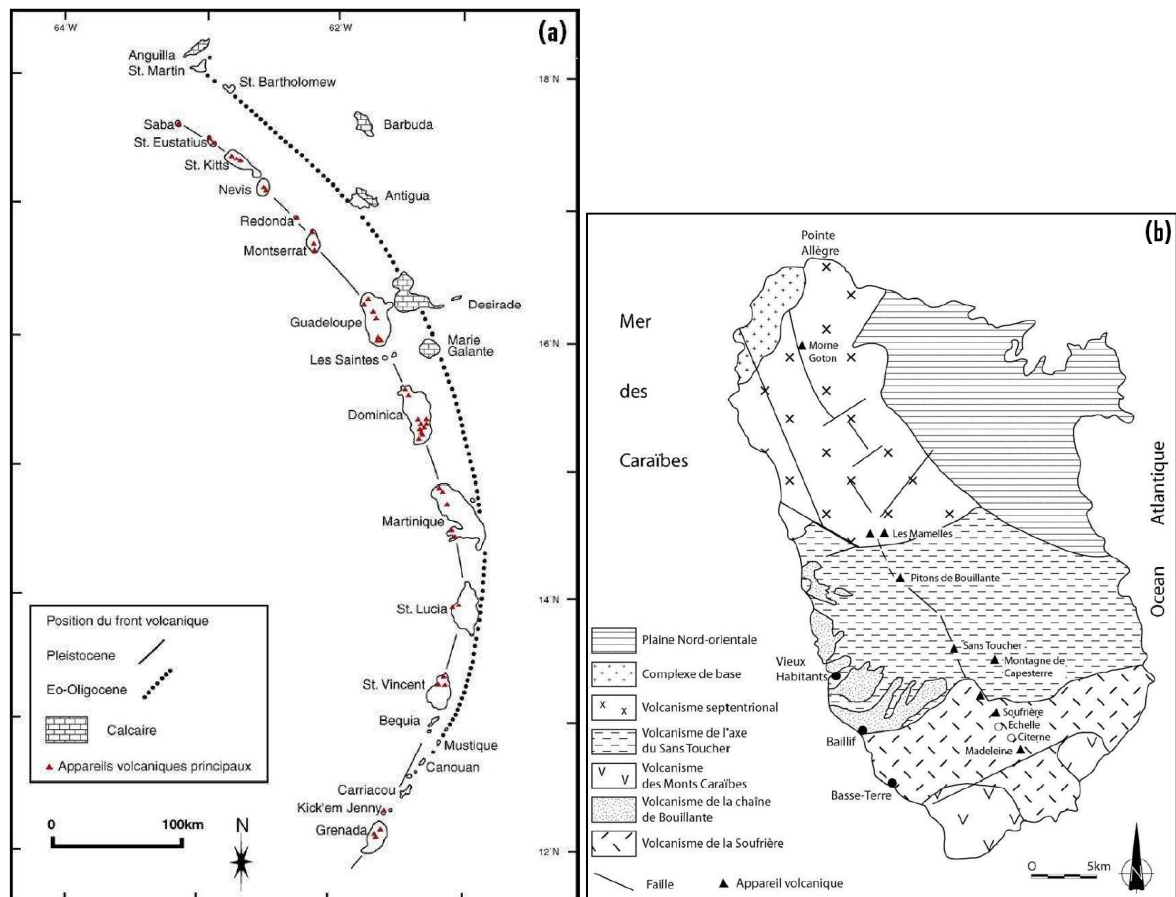 (a)
64˚W
62˚W
18˚N
16˚N
14˚N
12˚N
Anguilla
St. Martin
St. Bartholomew
Saba
St. Eustatius
St. Kitts
Nevis
Redonda
Montserrat
Barbuda
Antigua
Guadeloupe
Desirade
Marie
Galante
Les Saintes
Dominica
Martinique
St. Lucia
St. Vincent
Bequia
Mustique
Canouan
Carriacou
Kick'em Jenny
Grenada
Position du front volcanique
Pleistocene
Eo-Oligocene
Calcaire
Appareils volcaniques principaux
0 100km
N
(b)
Pointe
Allègre
Mer
des
Caraïbes
Morne
Goton
Les Mamelles
Pitons de Bouillante
Sans Toucher
Montagne de
Capesterre
Vieux
Habitants
Soufrière
Echelle
Citerne
Madeleine
Baillif
Basse-Terre
Ocean Atlantique
Plaine Nord-orientale
Complexe de base
Volcanisme septentrional
Volcanisme de l'axe
du Sans Toucher
Volcanisme
des Monts Caraïbes
Volcanisme de la chaîne
de Bouillante
Volcanisme de la Soufrière
Faille
Appareil volcanique
O 5km